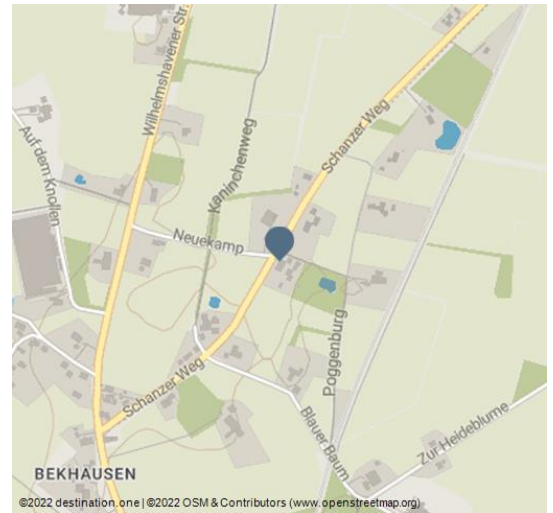 Wilhelmshavener Str.
Auf dem Knollen
Kaninchenweg
Schanzer Weg
Neuekamp
Poggenburg
Schanzer Weg
Blauer Baum
Zur Heideblume
BEKHAUSEN
©2022 destination.one | ©2022 OSM & Contributors (www.openstreetmap.org)